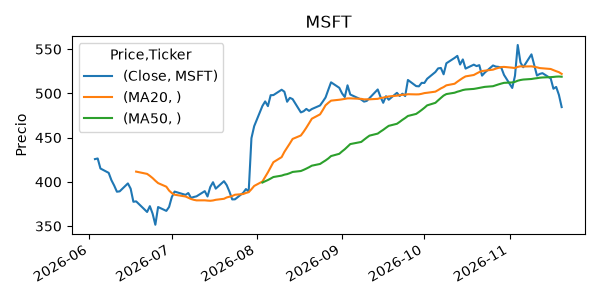 MSFT
Price,Ticker
(Close, MSFT)
(MA20, )
(MA50, )
Precio
550
500
450
400
350
2026-06
2026-07
2026-08
2026-09
2026-10
2026-11